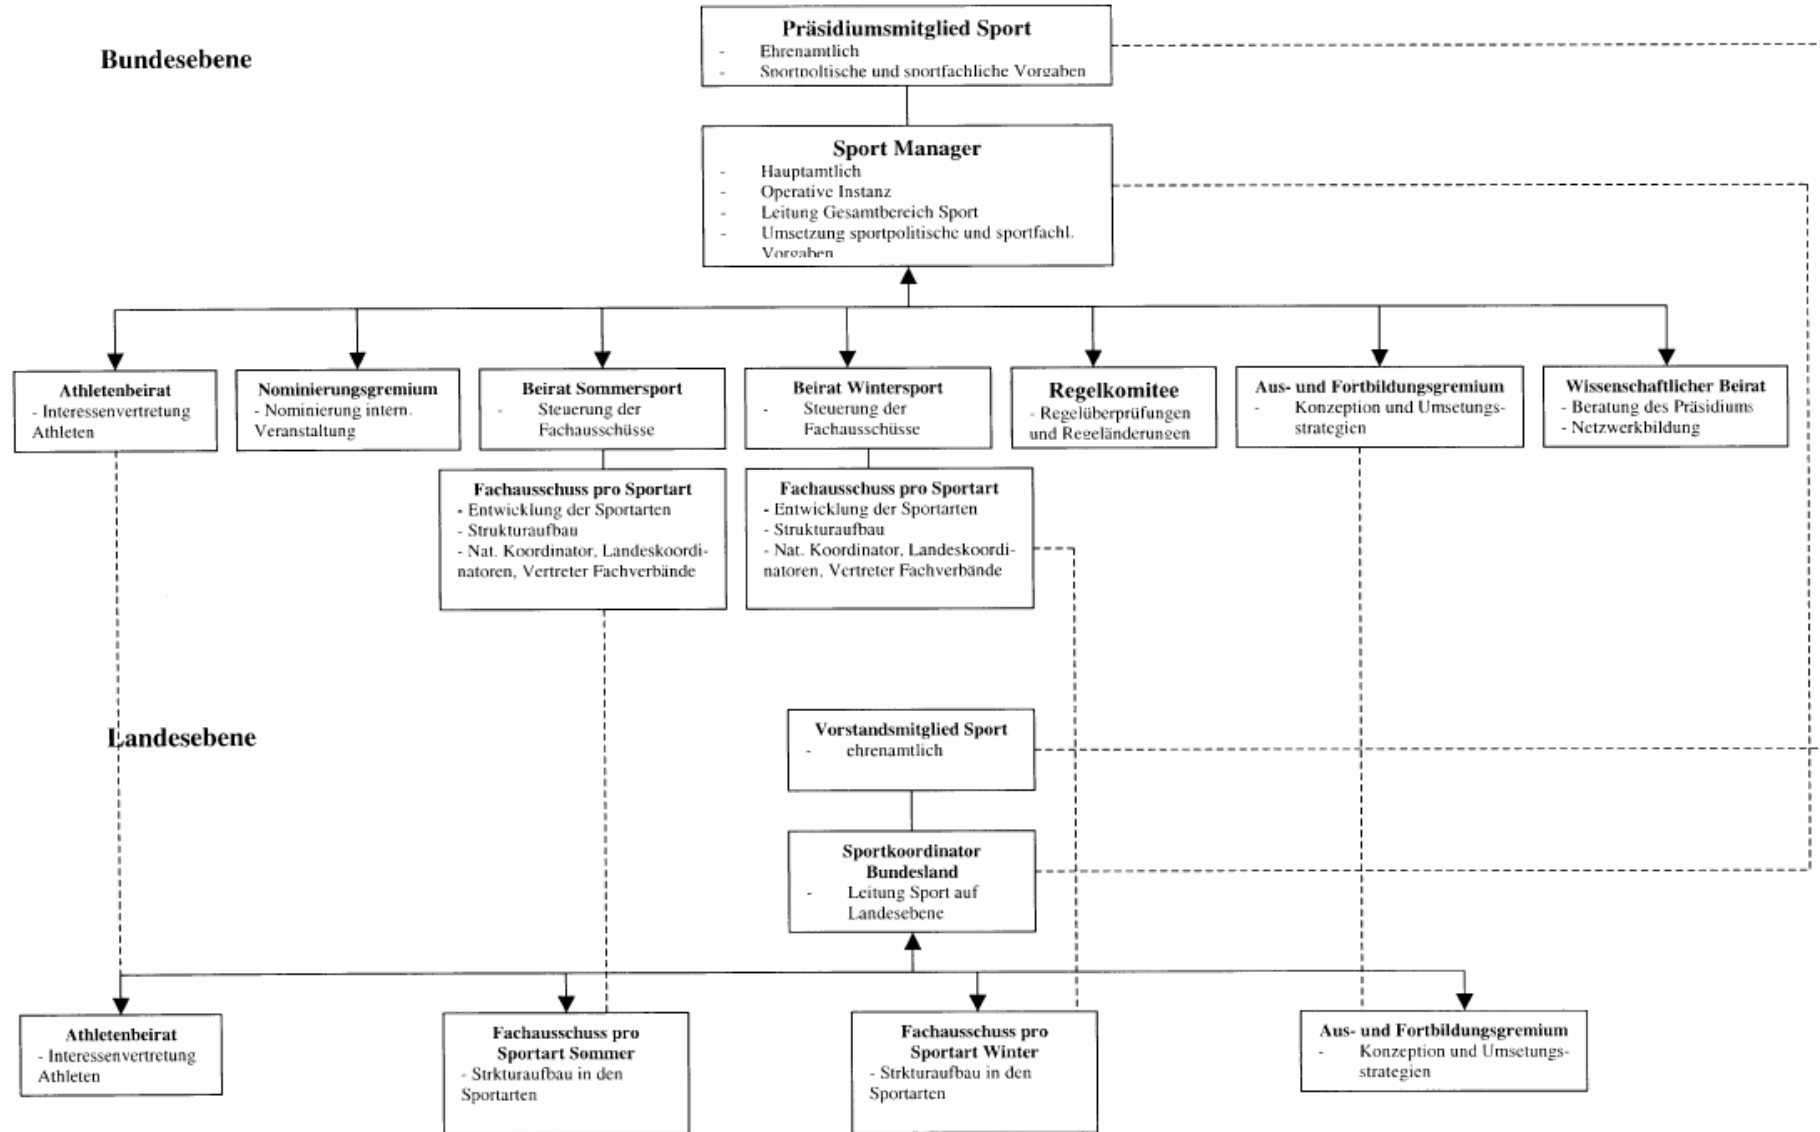 Bundesebene
Präsidiumsmitglied Sport
- Ehrenamtlich
- Sportpoltische und sportfachliche Vorgaben
Sport Manager
- Hauptamtlich
- Operative Instanz
- Leitung Gesamtbereich Sport
- Umsetzung sportpolitische und sportfachl.
Vorgaben
Athletenbeirat
- Interessenvertretung
Athleten
Nominierungsgremium
- Nominierung intern.
Veranstaltung
Beirat Sommersport
- Steuerung der
Fachausschüsse
Beirat Wintersport
- Steuerung der
Fachausschüsse
Regelkomitee
- Regelüberprüfungen
und Regeländerungen
Aus- und Fortbildungsgremium
- Konzeption und Umsetungs-
strategien
Wissenschaftlicher Beirat
- Beratung des Präsidiums
- Netzwerkbildung
Fachausschuss pro Sportart
- Entwicklung der Sportarten
- Strukturaufbau
- Nat. Koordinator, Landeskoordi-
natoren, Vertreter Fachverbände
Fachausschuss pro Sportart
- Entwicklung der Sportarten
- Strukturaufbau
- Nat. Koordinator, Landeskoordi-
natoren, Vertreter Fachverbände
Landesebene
Vorstandsmitglied Sport
- ehrenamtlich
Sportkoordinator
Bundesland
- Leitung Sport auf
Landesebene
Athletenbeirat
- Interessenvertretung
Athleten
Fachausschuss pro
Sportart Sommer
- Strkturaufbau in den
Sportarten
Fachausschuss pro
Sportart Winter
- Strkturaufbau in den
Sportarten
Aus- und Fortbildungsgremium
- Konzeption und Umsetungs-
strategien